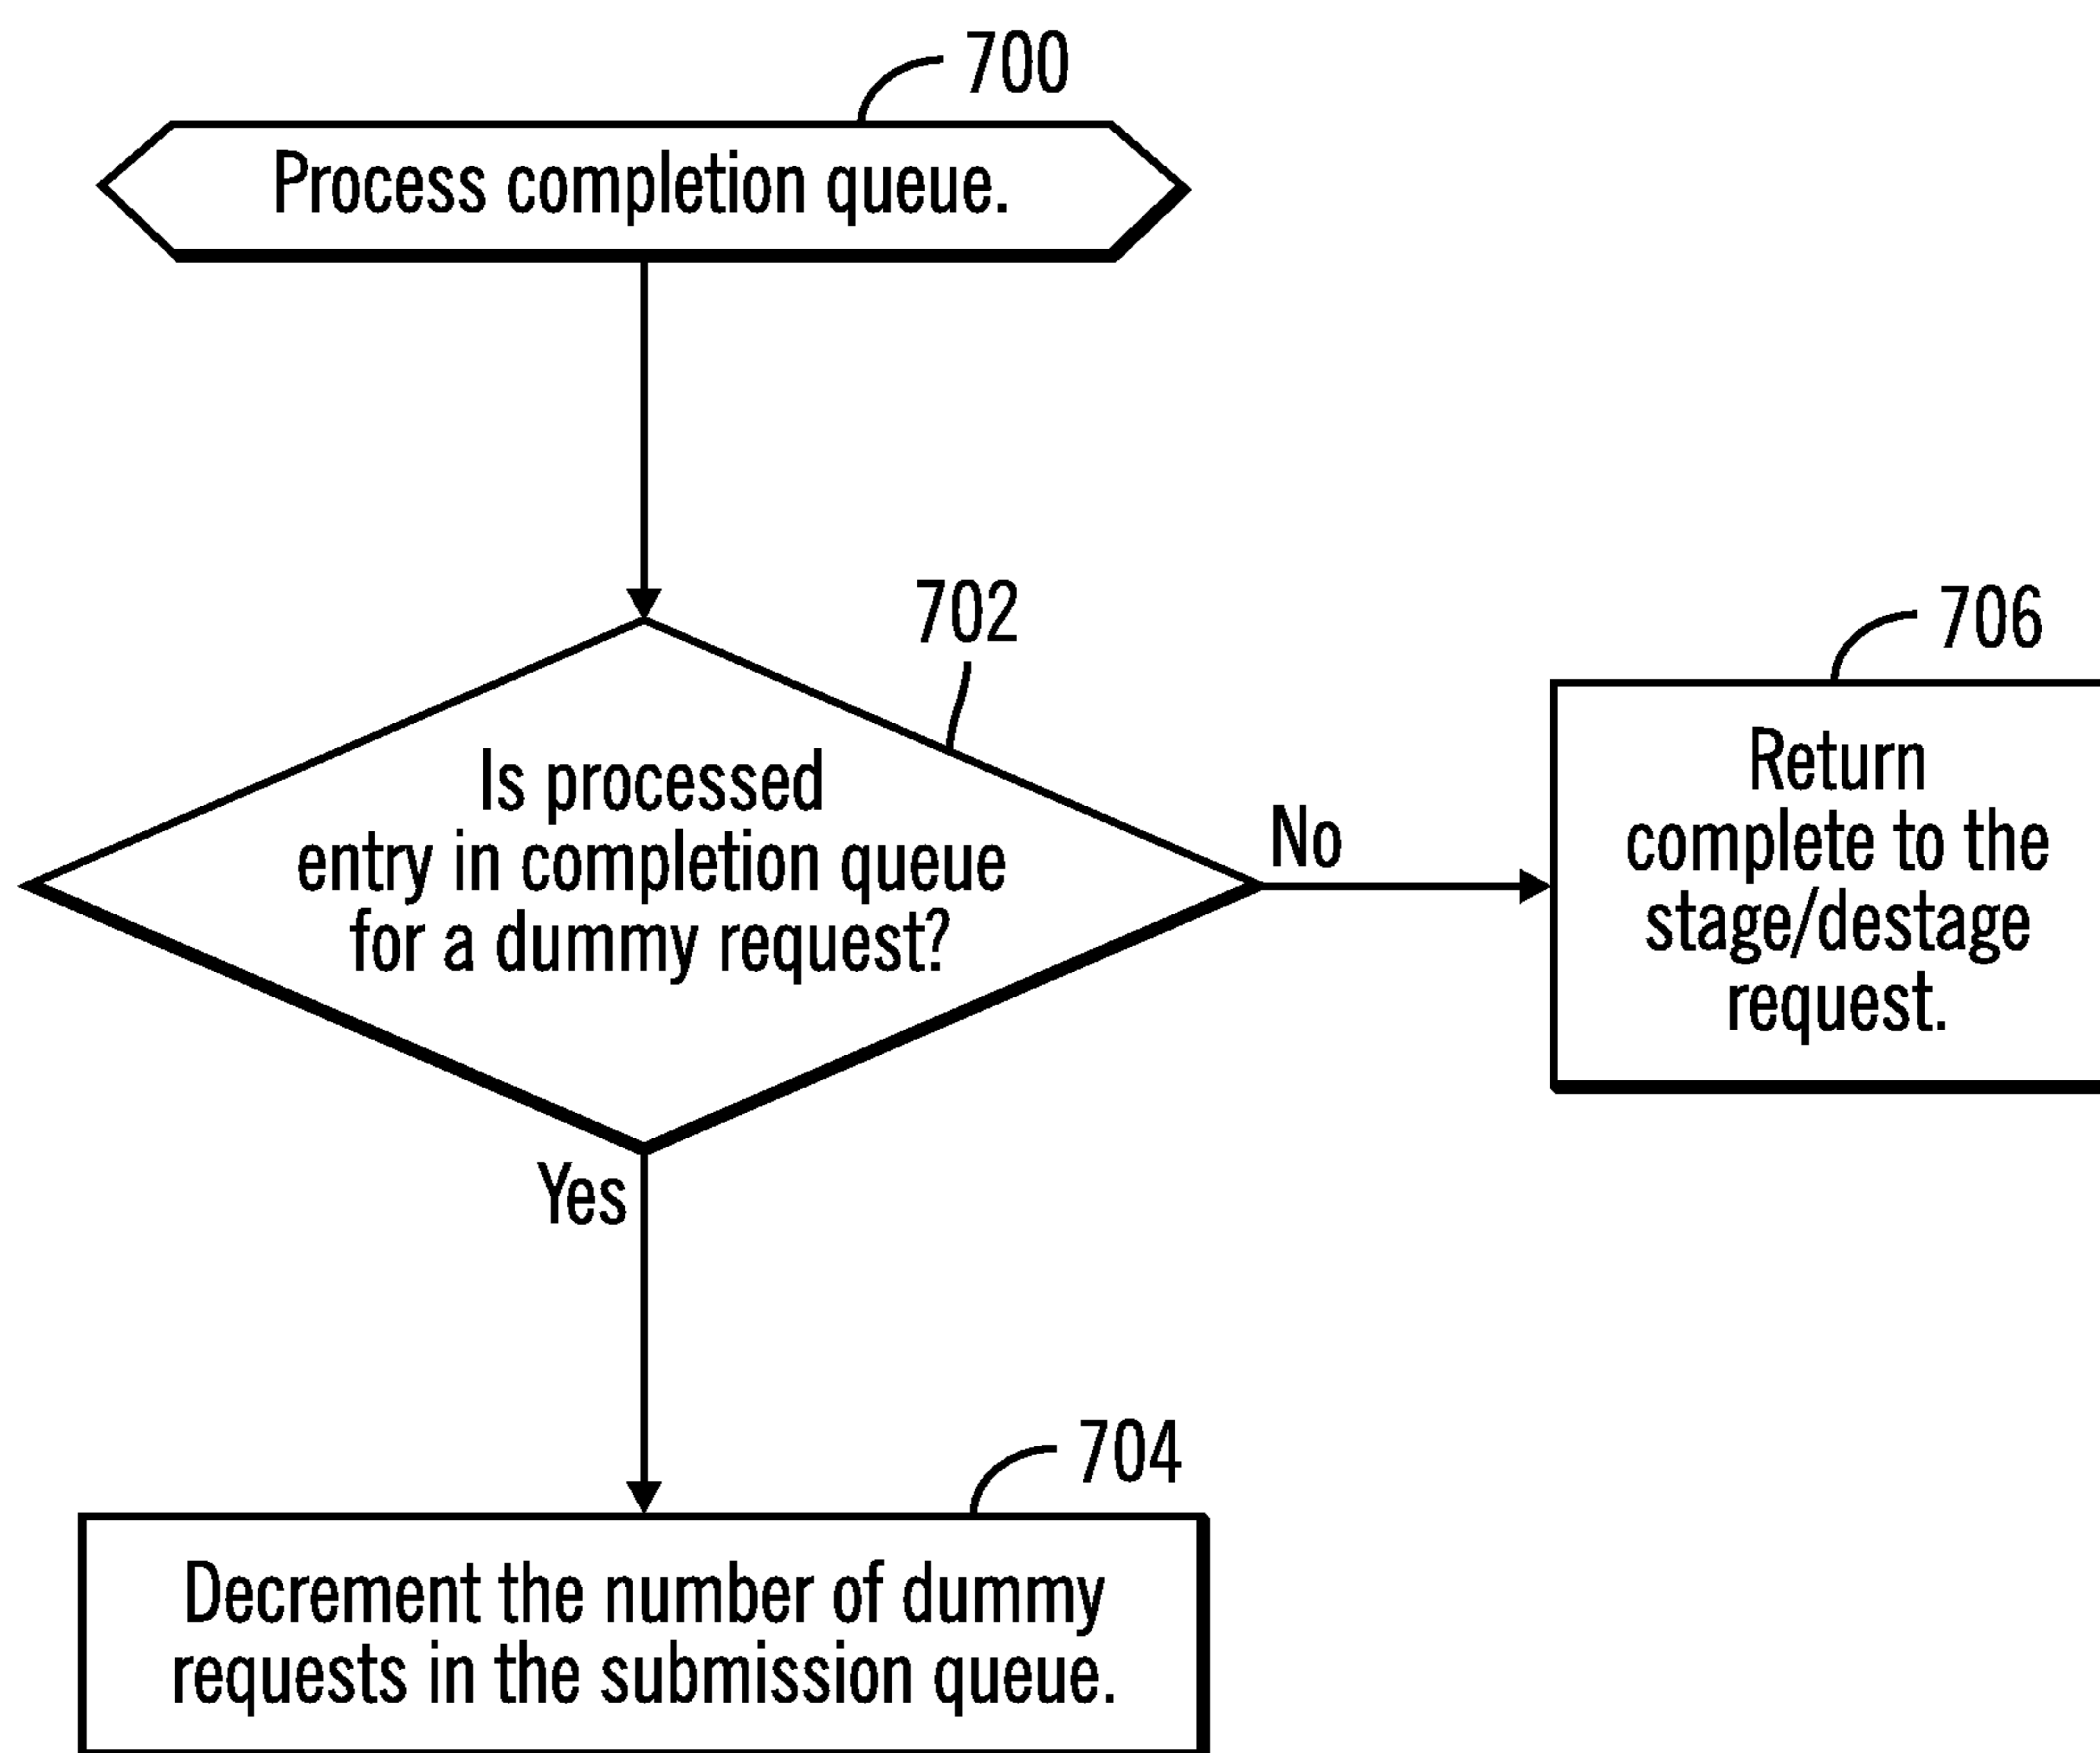 700
Process completion queue.
702
Is processed
entry in completion queue
for a dummy request?
No
706
Return
complete to the
stage/destage
request.
Yes
704
Decrement the number of dummy
requests in the submission queue.